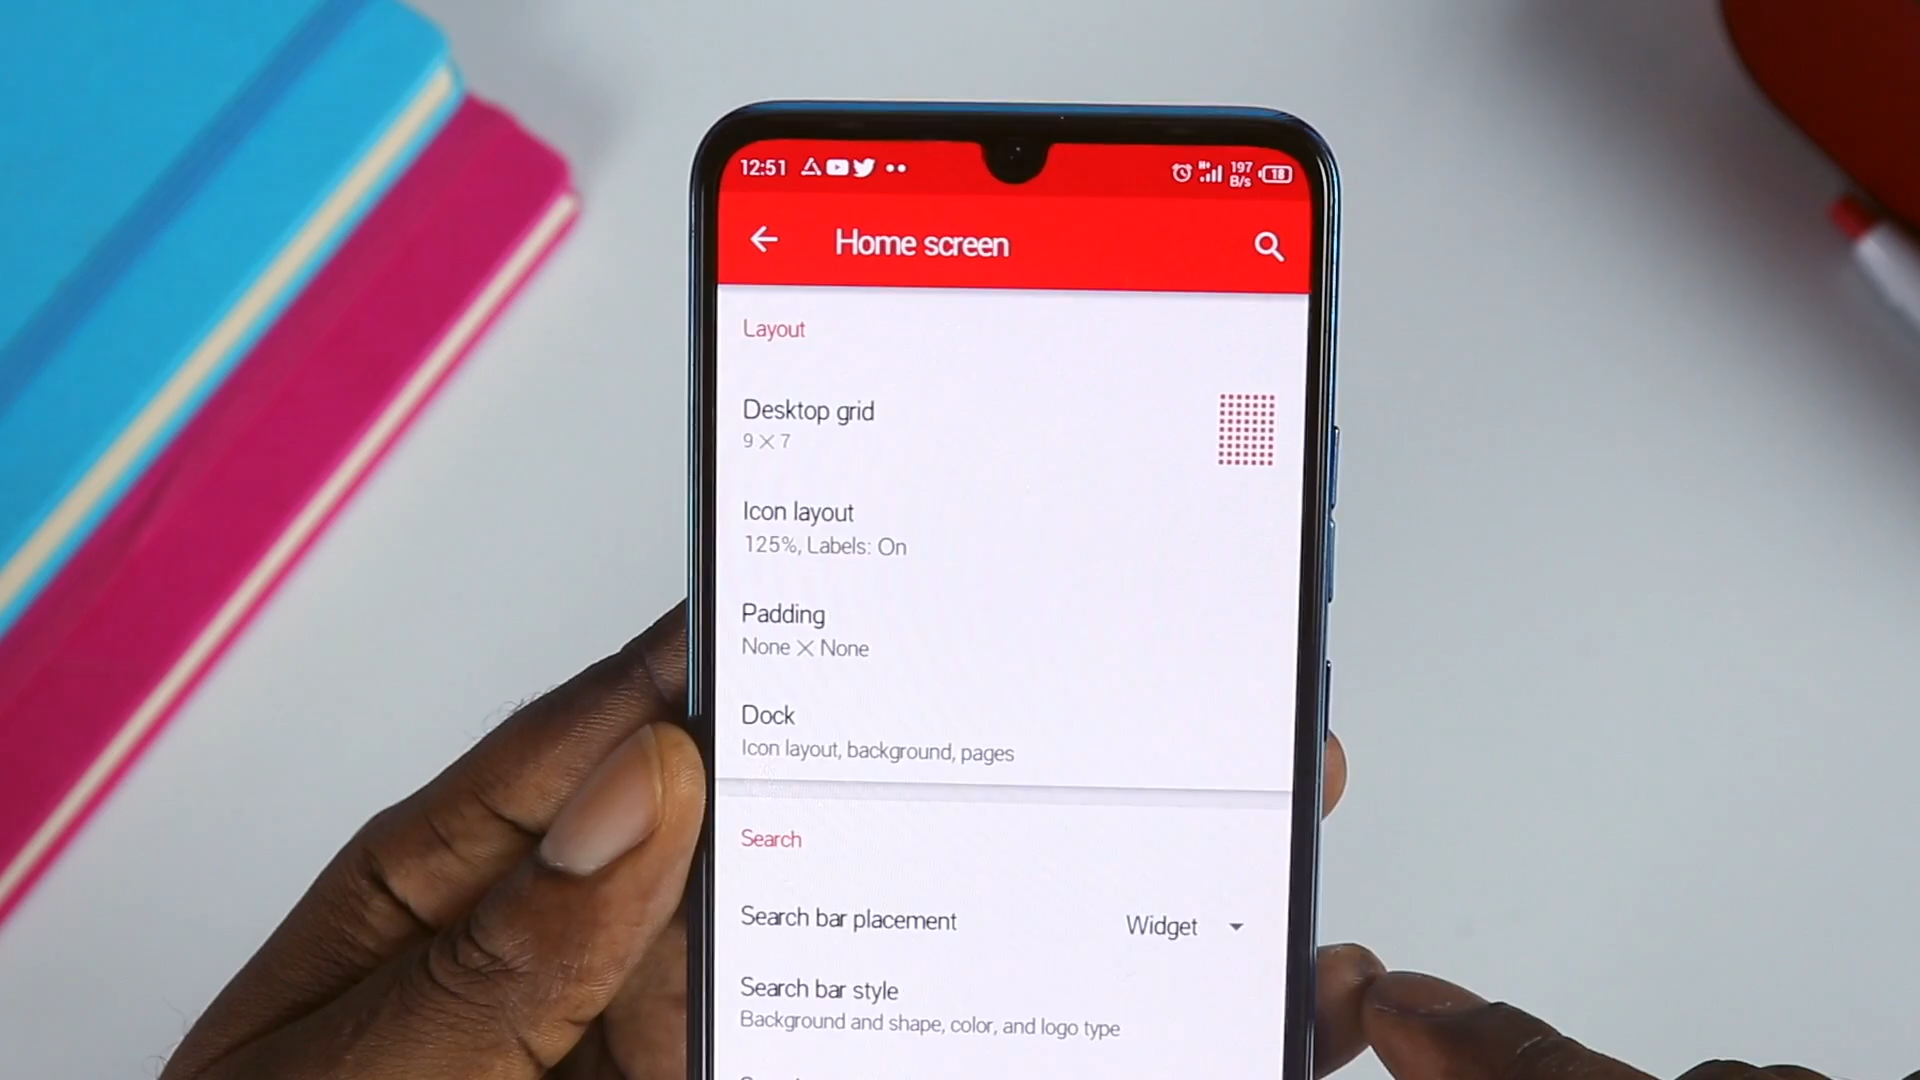 12:51
H+ 197 B/s 18
Home screen
Layout
Desktop grid
9 × 7
Icon layout
125%, Labels: On
Padding
None × None
Dock
Icon layout, background, pages
Search
Search bar placement Widget
Search bar style
Background and shape, color, and logo type